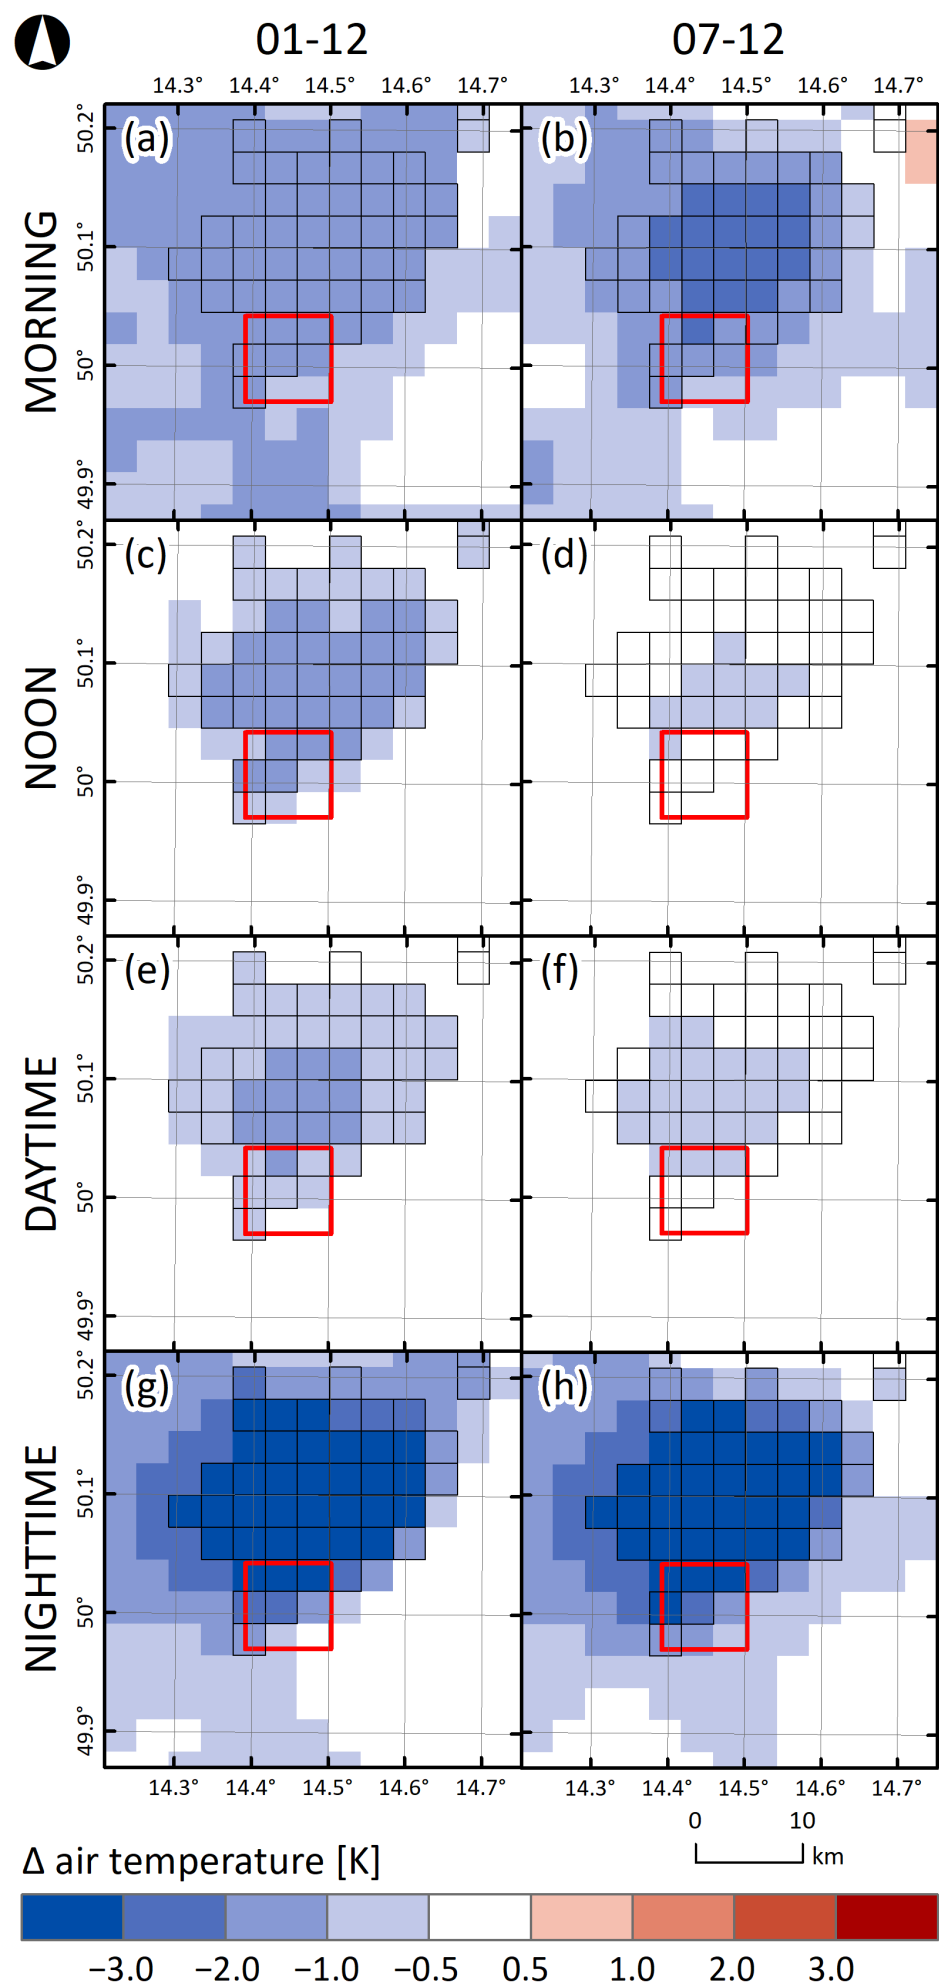 01-12 07-12
14.3° 14.4° 14.5° 14.6° 14.7° 14.3° 14.4° 14.5° 14.6° 14.7°
MORNING
50.2° 50.1° 50° 49.9°
(a) (b)
NOON
50.2° 50.1° 50° 49.9°
(c) (d)
DAYTIME
50.2° 50.1° 50° 49.9°
(e) (f)
NIGHTTIME
50.2° 50.1° 50° 49.9°
(g) (h)
14.3° 14.4° 14.5° 14.6° 14.7° 14.3° 14.4° 14.5° 14.6° 14.7°
0 10
km
Δ air temperature [K]
−3.0 −2.0 −1.0 −0.5 0.5 1.0 2.0 3.0